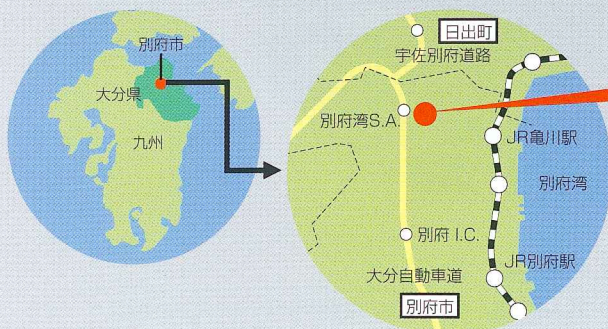 別府市
大分県
九州
日出町
宇佐別府道路
別府湾S.A.
JR亀川駅
別府湾
別府 I.C.
JR別府駅
大分自動車道
別府市